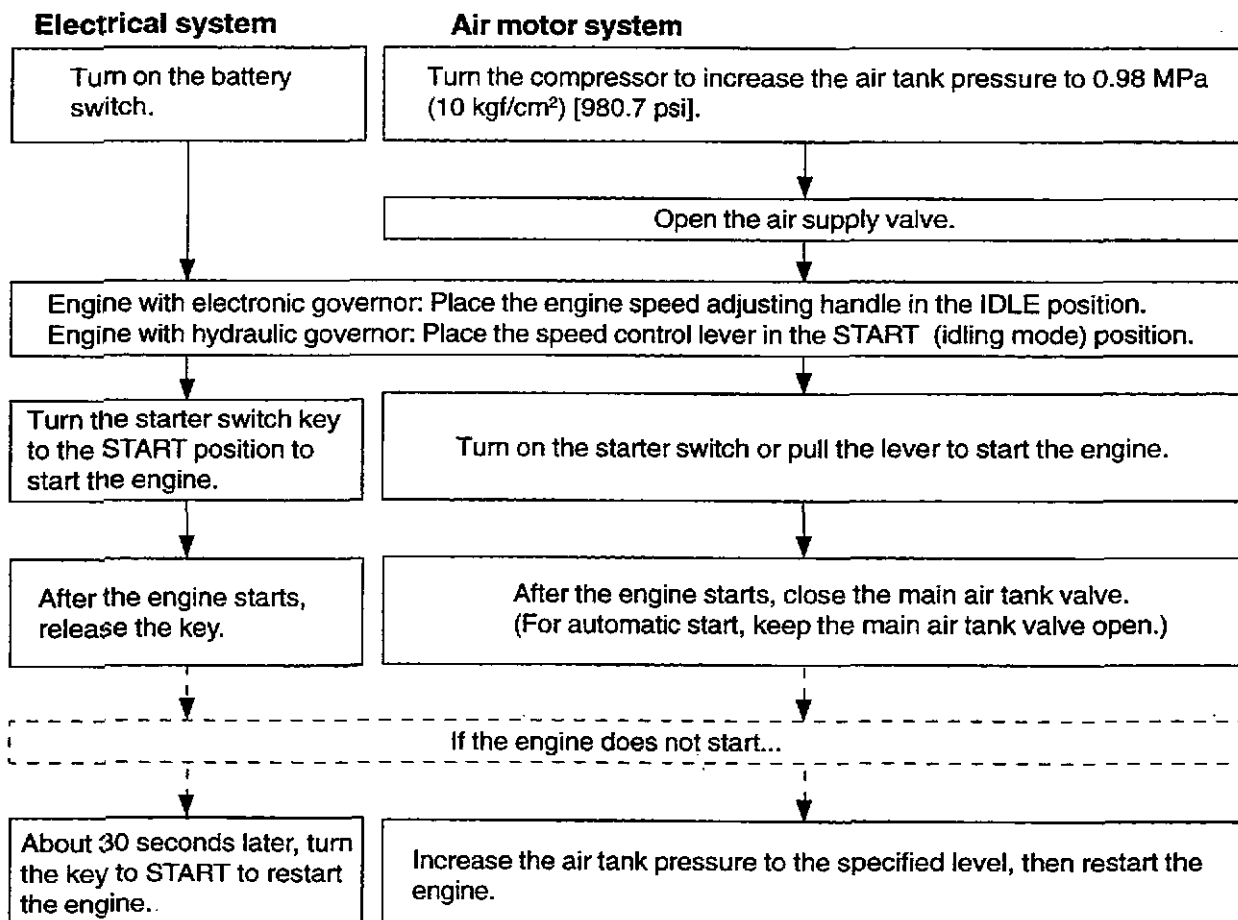 Electrical system
Air motor system
Turn on the battery
switch.
Turn the compressor to increase the air tank pressure to 0.98 MPa
(10 kgf/cm²) [980.7 psi].
Open the air supply valve.
Engine with electronic governor: Place the engine speed adjusting handle in the IDLE position.
Engine with hydraulic governor: Place the speed control lever in the START (idling mode) position.
Turn the starter switch key
to the START position to
start the engine.
Turn on the starter switch or pull the lever to start the engine.
After the engine starts,
release the key.
After the engine starts, close the main air tank valve.
(For automatic start, keep the main air tank valve open.)
If the engine does not start...
About 30 seconds later, turn
the key to START to restart
the engine.
Increase the air tank pressure to the specified level, then restart the
engine.